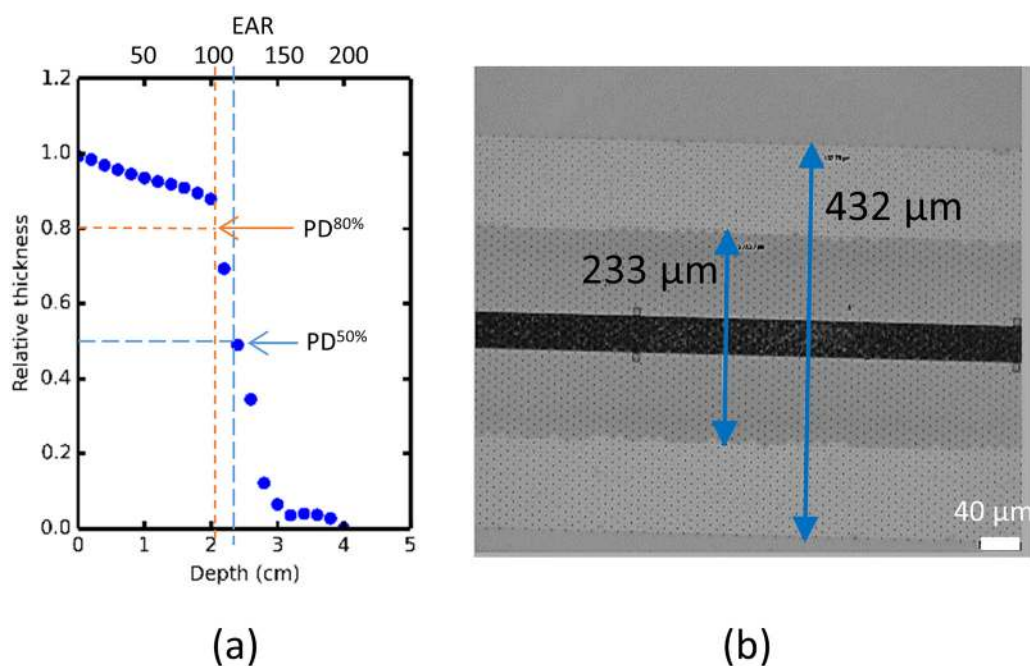 EAR
50 100 150 200
1.2
1.0
0.8
0.6
0.4
0.2
0.0
Relative thickness
PD80%
PD50%
0 1 2 3 4 5
Depth (cm)
(a)
432 µm
233 µm
40 µm
(b)